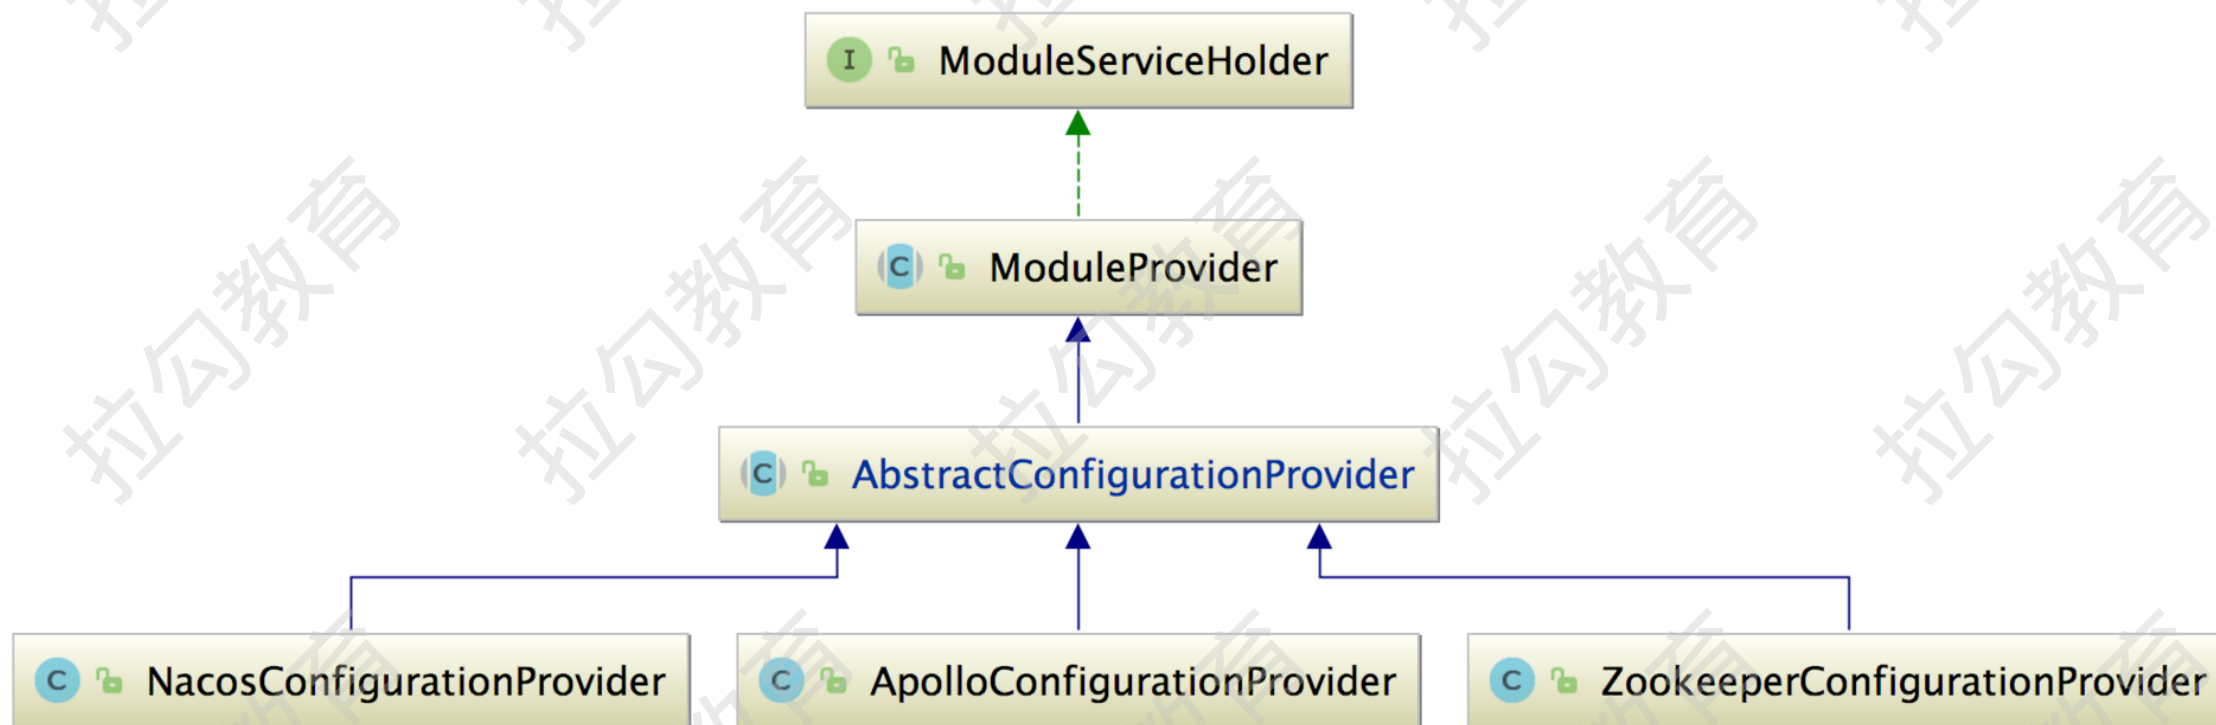 ModuleServiceHolder
ModuleProvider
AbstractConfigurationProvider
NacosConfigurationProvider ApolloConfigurationProvider ZookeeperConfigurationProvider
拉勾教育